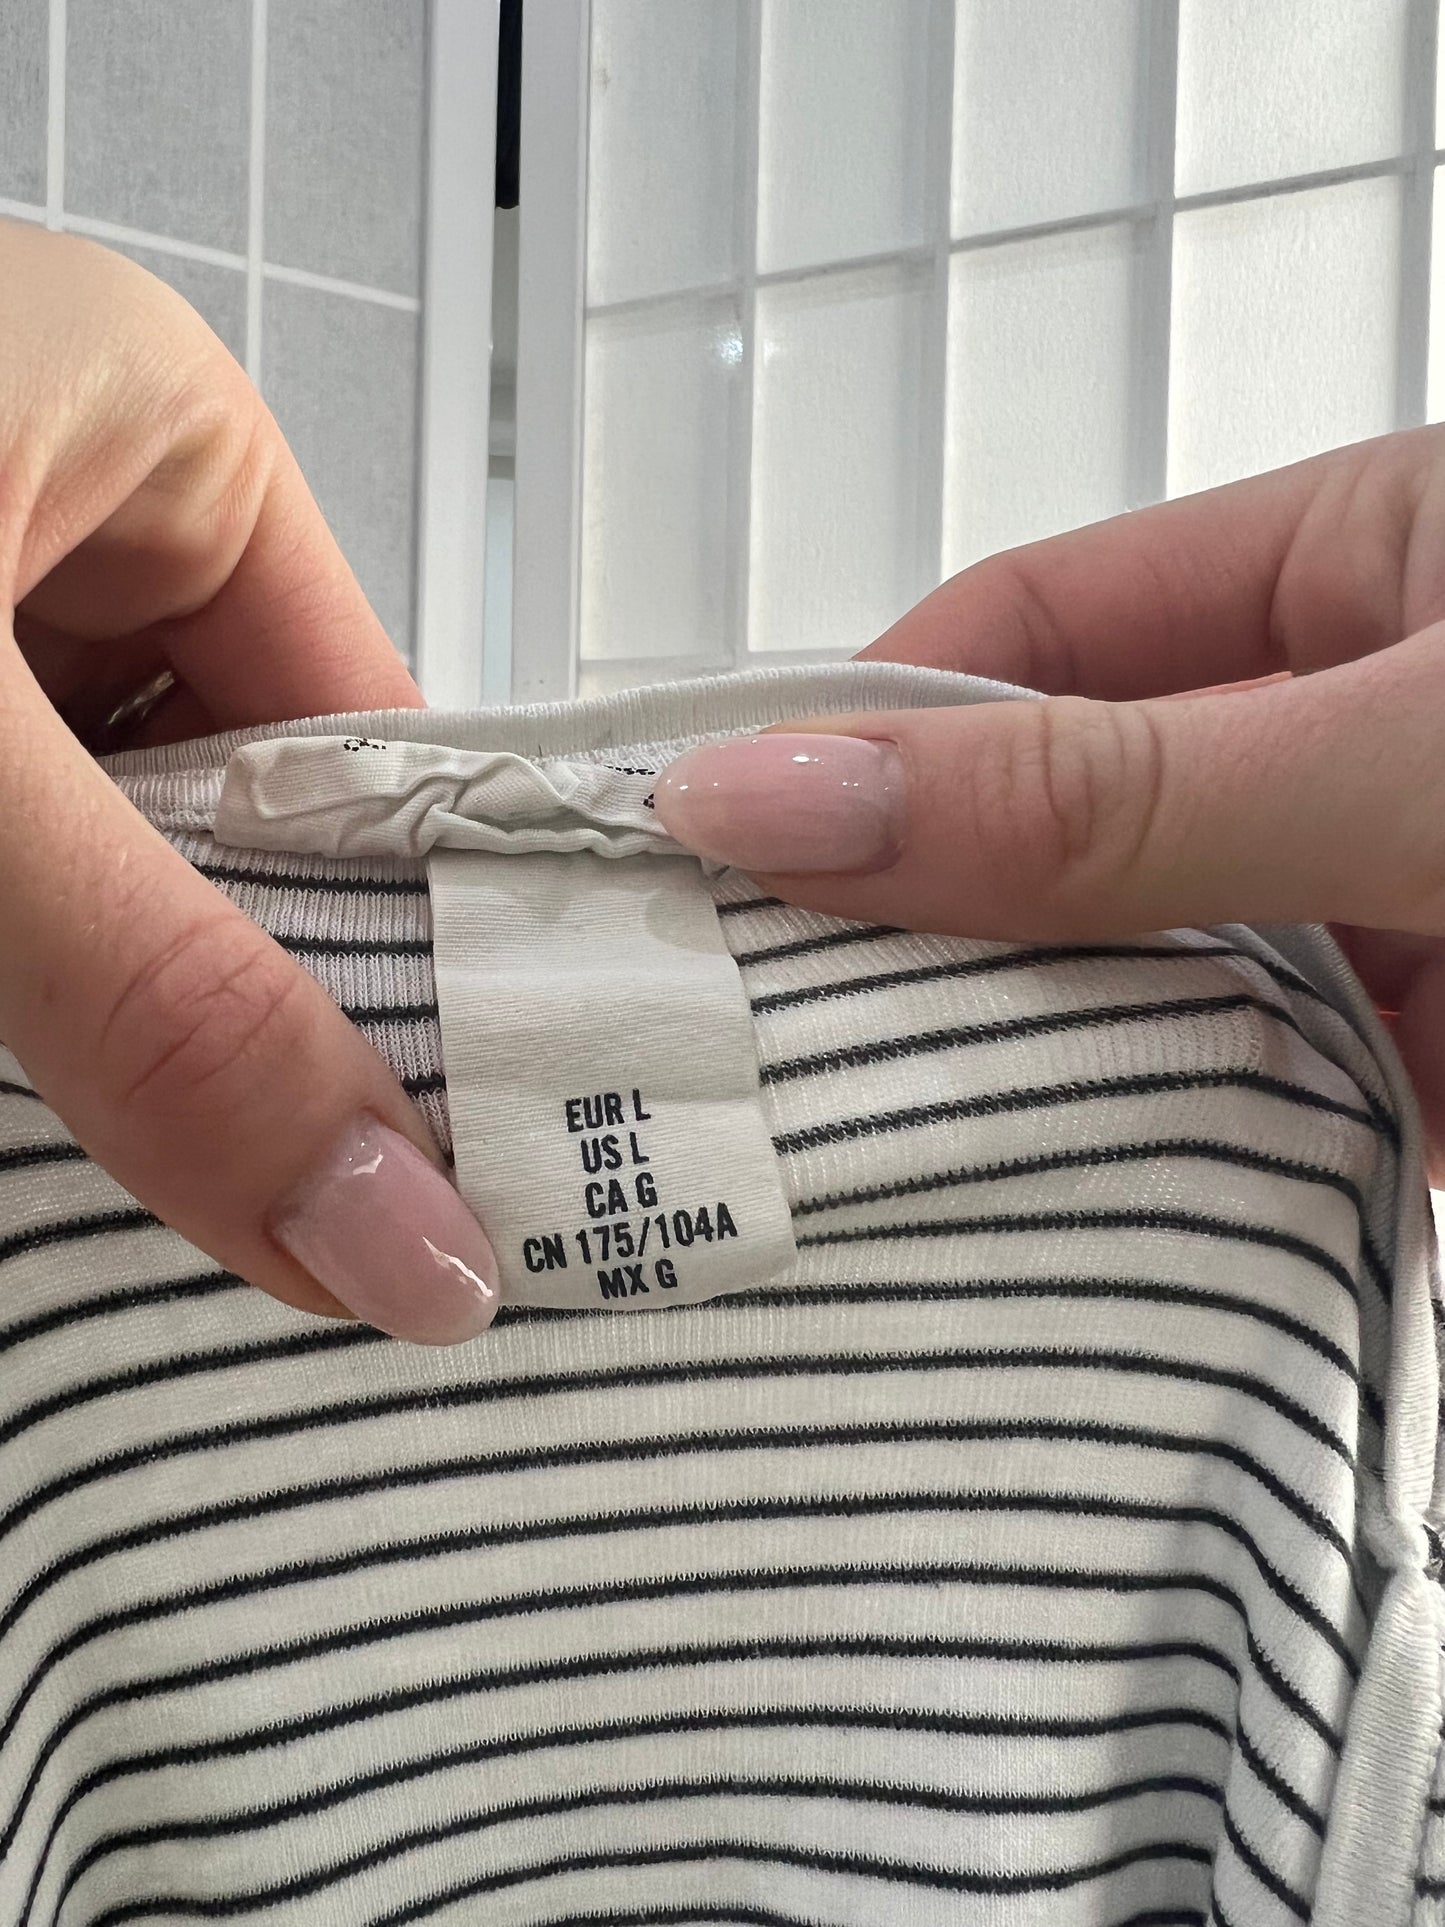 EUR L
US L
CA G
CN 175/104A
MX G